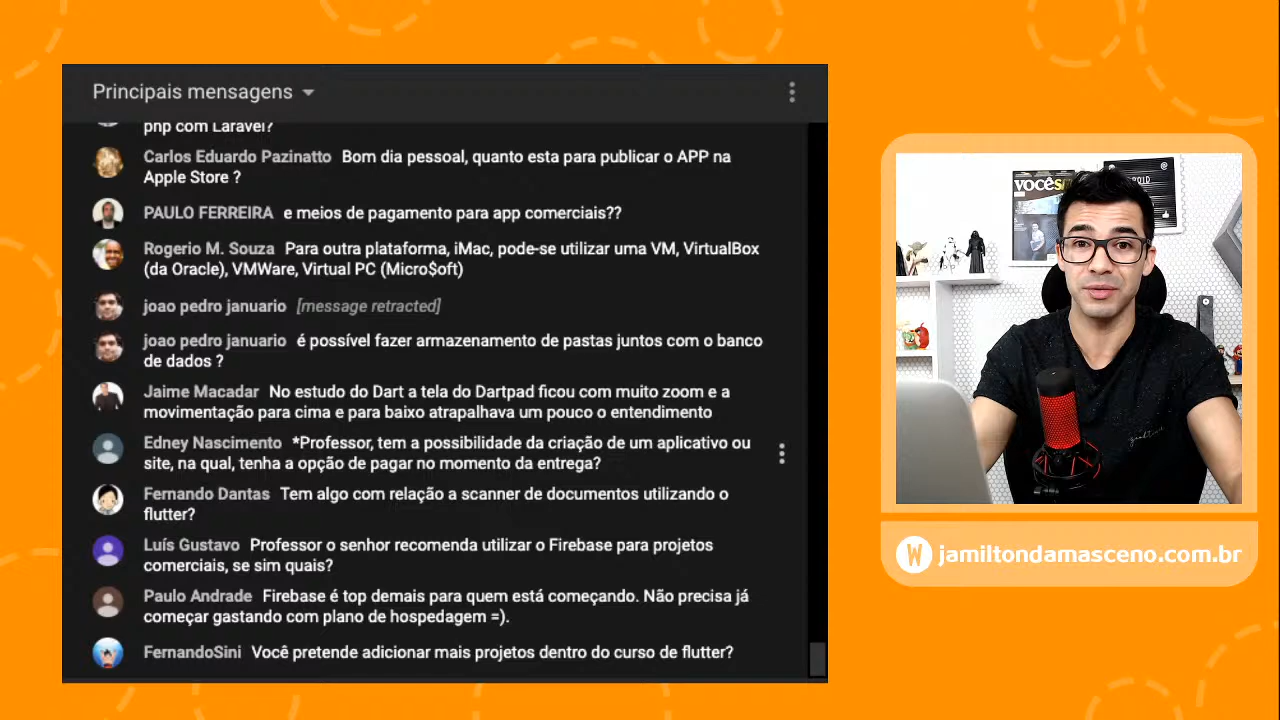 Principais mensagens
php com Laravel?
Carlos Eduardo Pazinatto Bom dia pessoal, quanto esta para publicar o APP na
Apple Store ?
PAULO FERREIRA e meios de pagamento para app comerciais??
Rogerio M. Souza Para outra plataforma, iMac, pode-se utilizar uma VM, VirtualBox
(da Oracle), VMWare, Virtual PC (Micro$oft)
joao pedro januario [message retracted]
joao pedro januario é possível fazer armazenamento de pastas juntos com o banco
de dados ?
Jaime Macadar No estudo do Dart a tela do Dartpad ficou com muito zoom e a
movimentação para cima e para baixo atrapalhava um pouco o entendimento
Edney Nascimento *Professor, tem a possibilidade da criação de um aplicativo ou
site, na qual, tenha a opção de pagar no momento da entrega?
Fernando Dantas Tem algo com relação a scanner de documentos utilizando o
flutter?
Luís Gustavo Professor o senhor recomenda utilizar o Firebase para projetos
comerciais, se sim quais?
Paulo Andrade Firebase é top demais para quem está começando. Não precisa já
começar gastando com plano de hospedagem =).
FernandoSini Você pretende adicionar mais projetos dentro do curso de flutter?
VOCÊ
W jamiltondamasceno.com.br